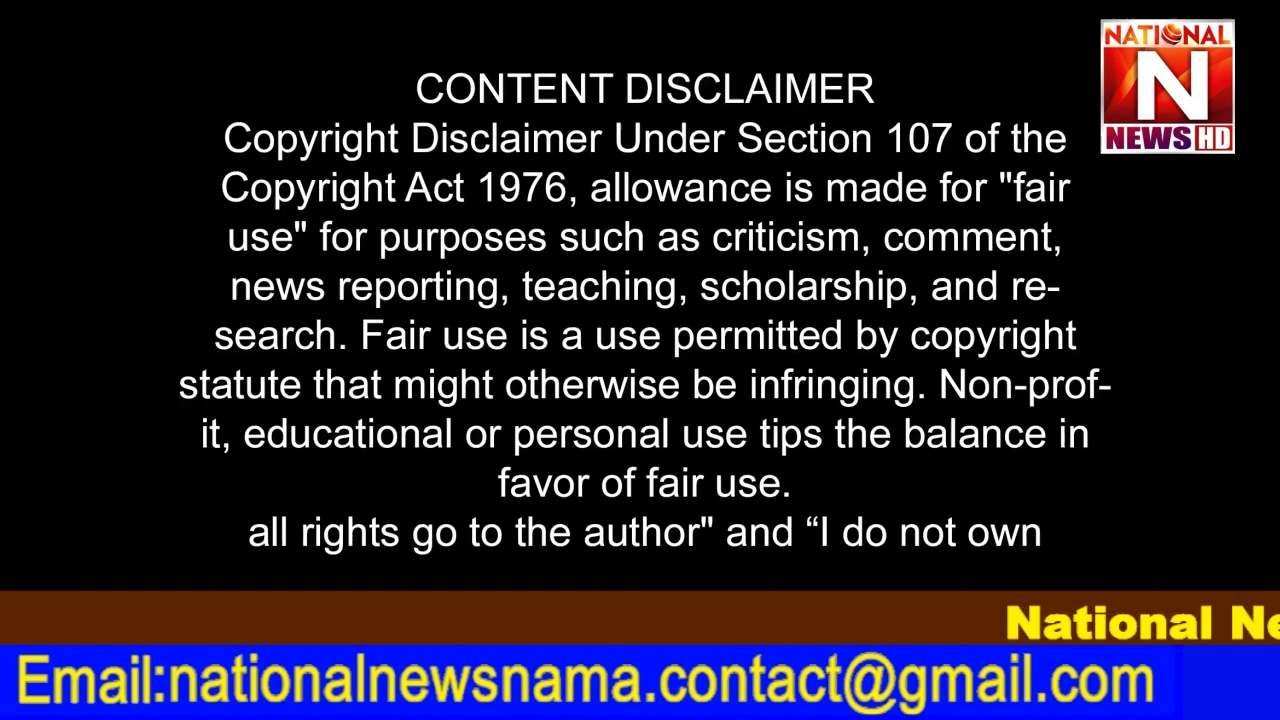 NATIONAL
N
NEWS HD
CONTENT DISCLAIMER
Copyright Disclaimer Under Section 107 of the
Copyright Act 1976, allowance is made for "fair
use" for purposes such as criticism, comment,
news reporting, teaching, scholarship, and re-
search. Fair use is a use permitted by copyright
statute that might otherwise be infringing. Non-prof-
it, educational or personal use tips the balance in
favor of fair use.
all rights go to the author" and “I do not own
National Ne
Email:nationalnewsnama.contact@gmail.com